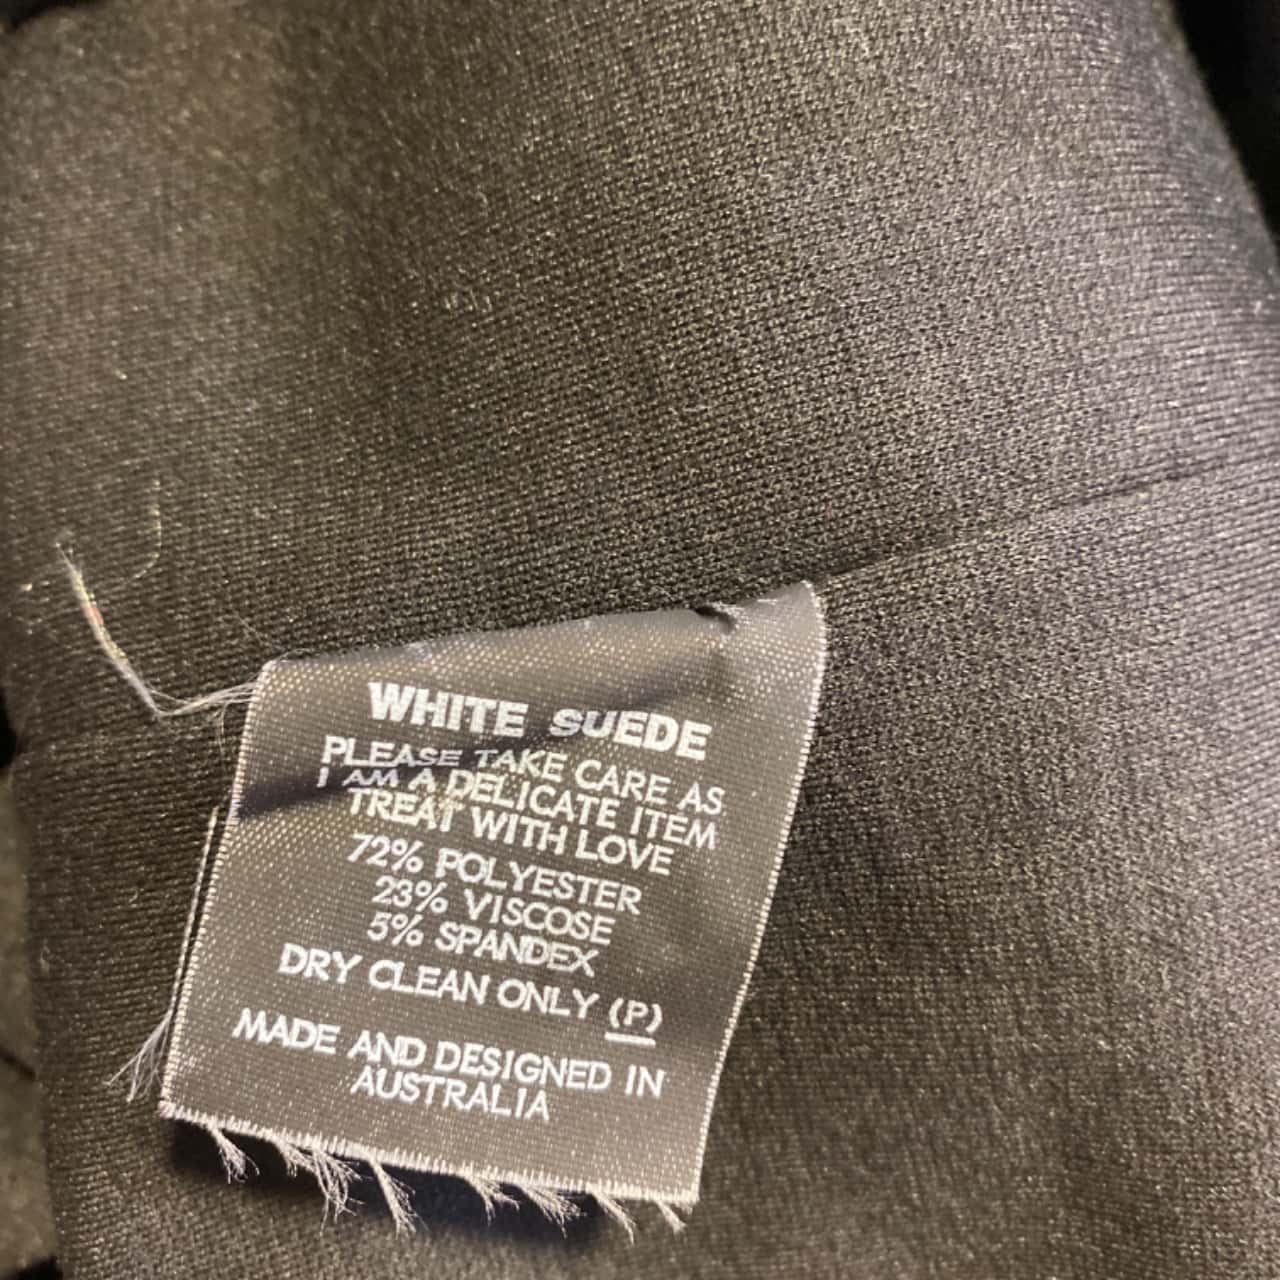 WHITE SUEDE
PLEASE TAKE CARE AS
I AM A DELICATE ITEM
TREAT WITH LOVE
72% POLYESTER
23% VISCOSE
5% SPANDEX
DRY CLEAN ONLY (P)
MADE AND DESIGNED IN
AUSTRALIA